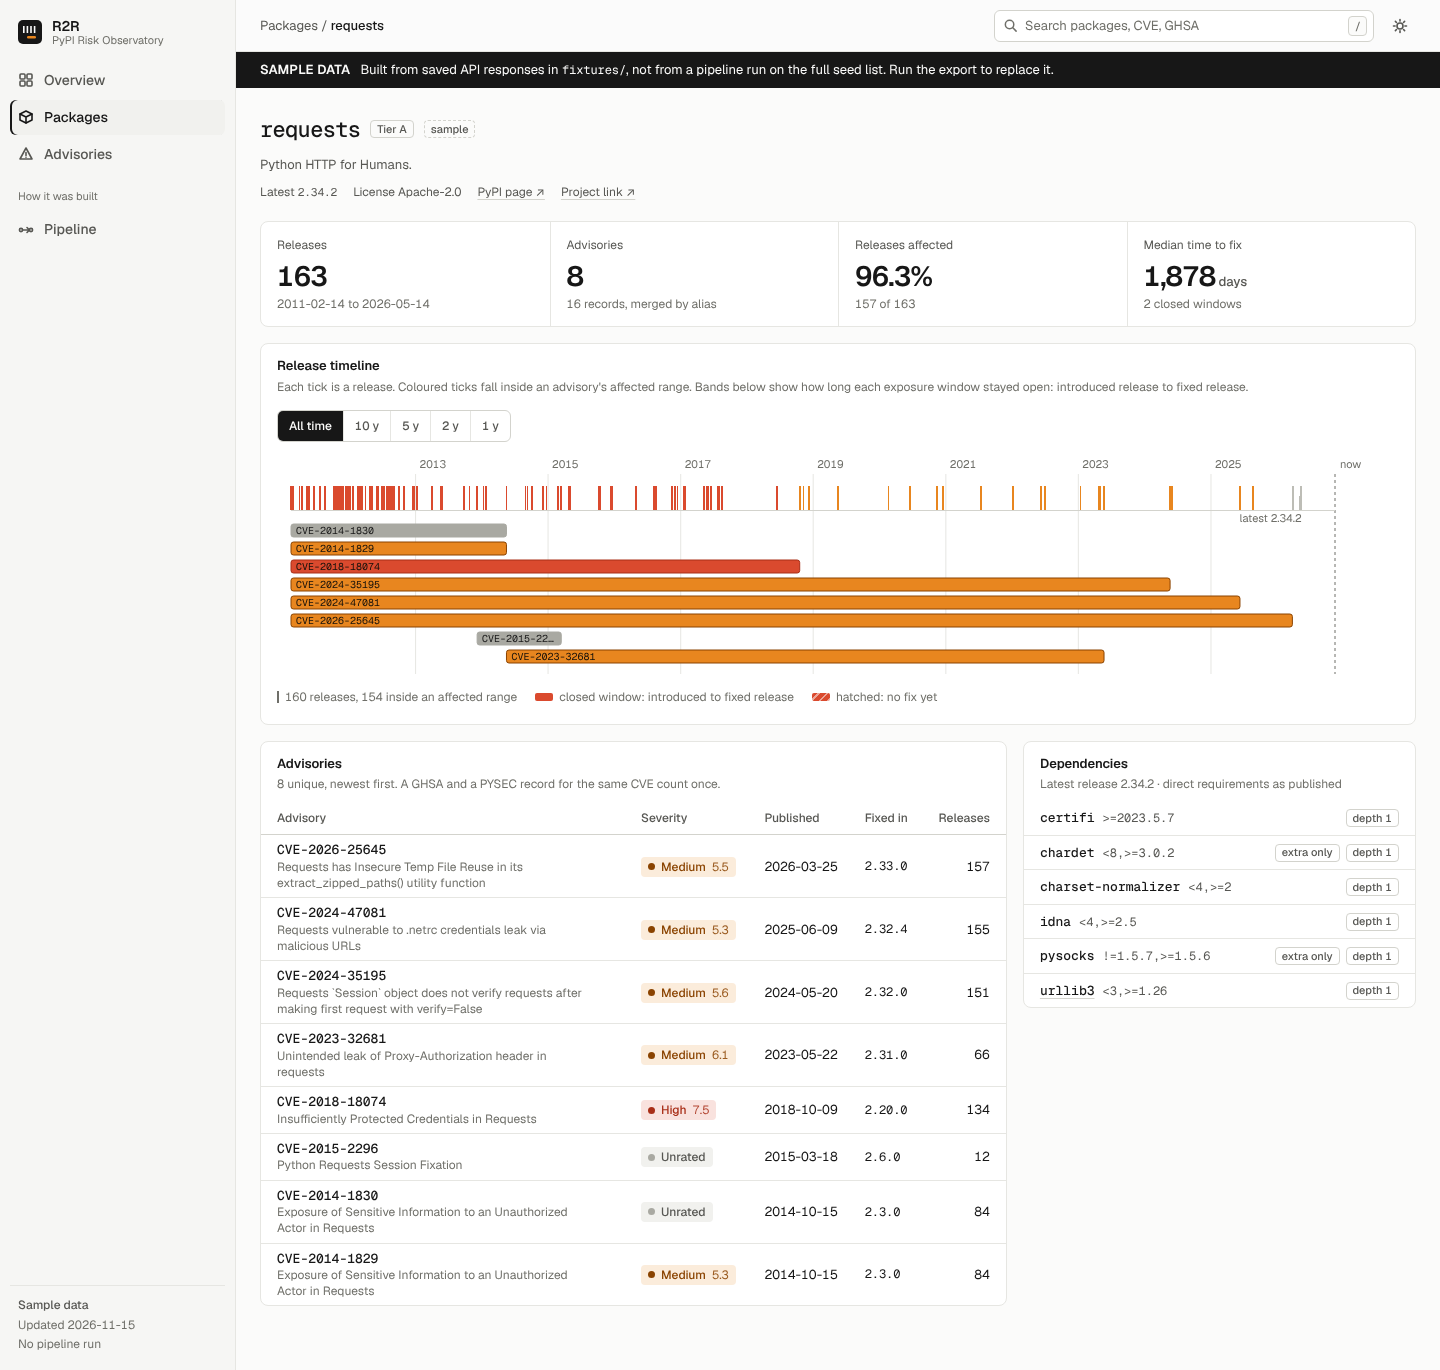 R2R
PyPI Risk Observatory
Overview
Packages
Advisories
How it was built
Pipeline
Sample data
Updated 2026-11-15
No pipeline run
Packages / requests
Search packages, CVE, GHSA
/
SAMPLE DATA Built from saved API responses in fixtures/, not from a pipeline run on the full seed list. Run the export to replace it.
requests Tier A sample
Python HTTP for Humans.
Latest 2.34.2 License Apache-2.0 PyPI page ↗ Project link ↗
Releases
163
2011-02-14 to 2026-05-14
Advisories
8
16 records, merged by alias
Releases affected
96.3%
157 of 163
Median time to fix
1,878 days
2 closed windows
Release timeline
Each tick is a release. Coloured ticks fall inside an advisory's affected range. Bands below show how long each exposure window stayed open: introduced release to fixed release.
All time 10 y 5 y 2 y 1 y
2013 2015 2017 2019 2021 2023 2025 now
latest 2.34.2
CVE-2014-1830
CVE-2014-1829
CVE-2018-18074
CVE-2024-35195
CVE-2024-47081
CVE-2026-25645
CVE-2015-22…
CVE-2023-32681
160 releases, 154 inside an affected range closed window: introduced to fixed release hatched: no fix yet
Advisories
8 unique, newest first. A GHSA and a PYSEC record for the same CVE count once.
Advisory Severity Published Fixed in Releases
CVE-2026-25645
Requests has Insecure Temp File Reuse in its
extract_zipped_paths() utility function
Medium 5.5 2026-03-25 2.33.0 157
CVE-2024-47081
Requests vulnerable to .netrc credentials leak via
malicious URLs
Medium 5.3 2025-06-09 2.32.4 155
CVE-2024-35195
Requests `Session` object does not verify requests after
making first request with verify=False
Medium 5.6 2024-05-20 2.32.0 151
CVE-2023-32681
Unintended leak of Proxy-Authorization header in
requests
Medium 6.1 2023-05-22 2.31.0 66
CVE-2018-18074
Insufficiently Protected Credentials in Requests
High 7.5 2018-10-09 2.20.0 134
CVE-2015-2296
Python Requests Session Fixation
Unrated 2015-03-18 2.6.0 12
CVE-2014-1830
Exposure of Sensitive Information to an Unauthorized
Actor in Requests
Unrated 2014-10-15 2.3.0 84
CVE-2014-1829
Exposure of Sensitive Information to an Unauthorized
Actor in Requests
Medium 5.3 2014-10-15 2.3.0 84
Dependencies
Latest release 2.34.2 · direct requirements as published
certifi >=2023.5.7 depth 1
chardet <8,>=3.0.2 extra only depth 1
charset-normalizer <4,>=2 depth 1
idna <4,>=2.5 depth 1
pysocks !=1.5.7,>=1.5.6 extra only depth 1
urllib3 <3,>=1.26 depth 1